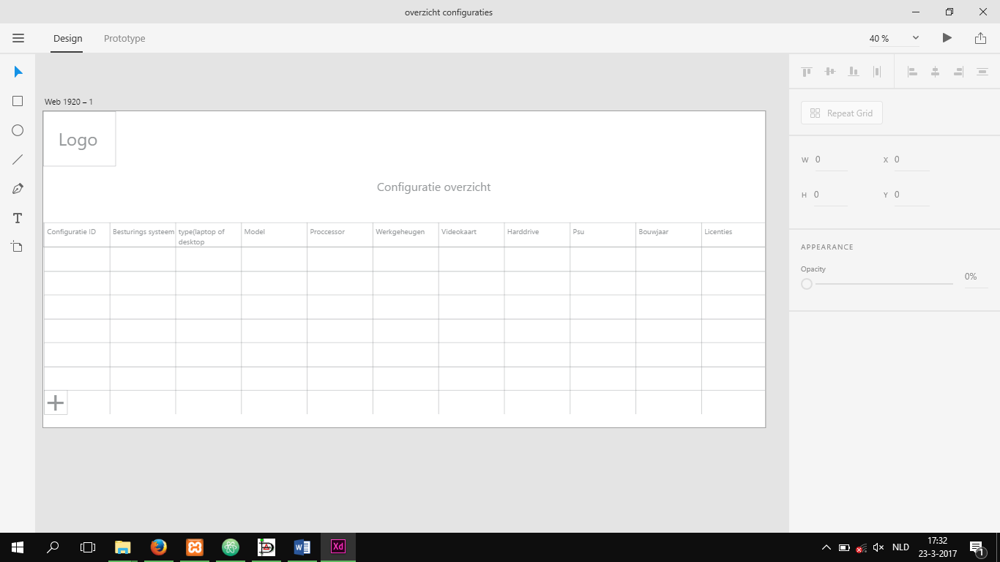 overzicht configuraties
Design
Prototype
40 %
Web 1920 – 1
Logo
Configuratie overzicht
Configuratie ID
Besturings systeem
type(laptop of
desktop
Model
Proccessor
Werkgeheugen
Videokaart
Harddrive
Psu
Bouwjaar
Licenties
Repeat Grid
W 0
X 0
H 0
Y 0
APPEARANCE
Opacity
0%
W
Xd
NLD
17:32
23-3-2017
1